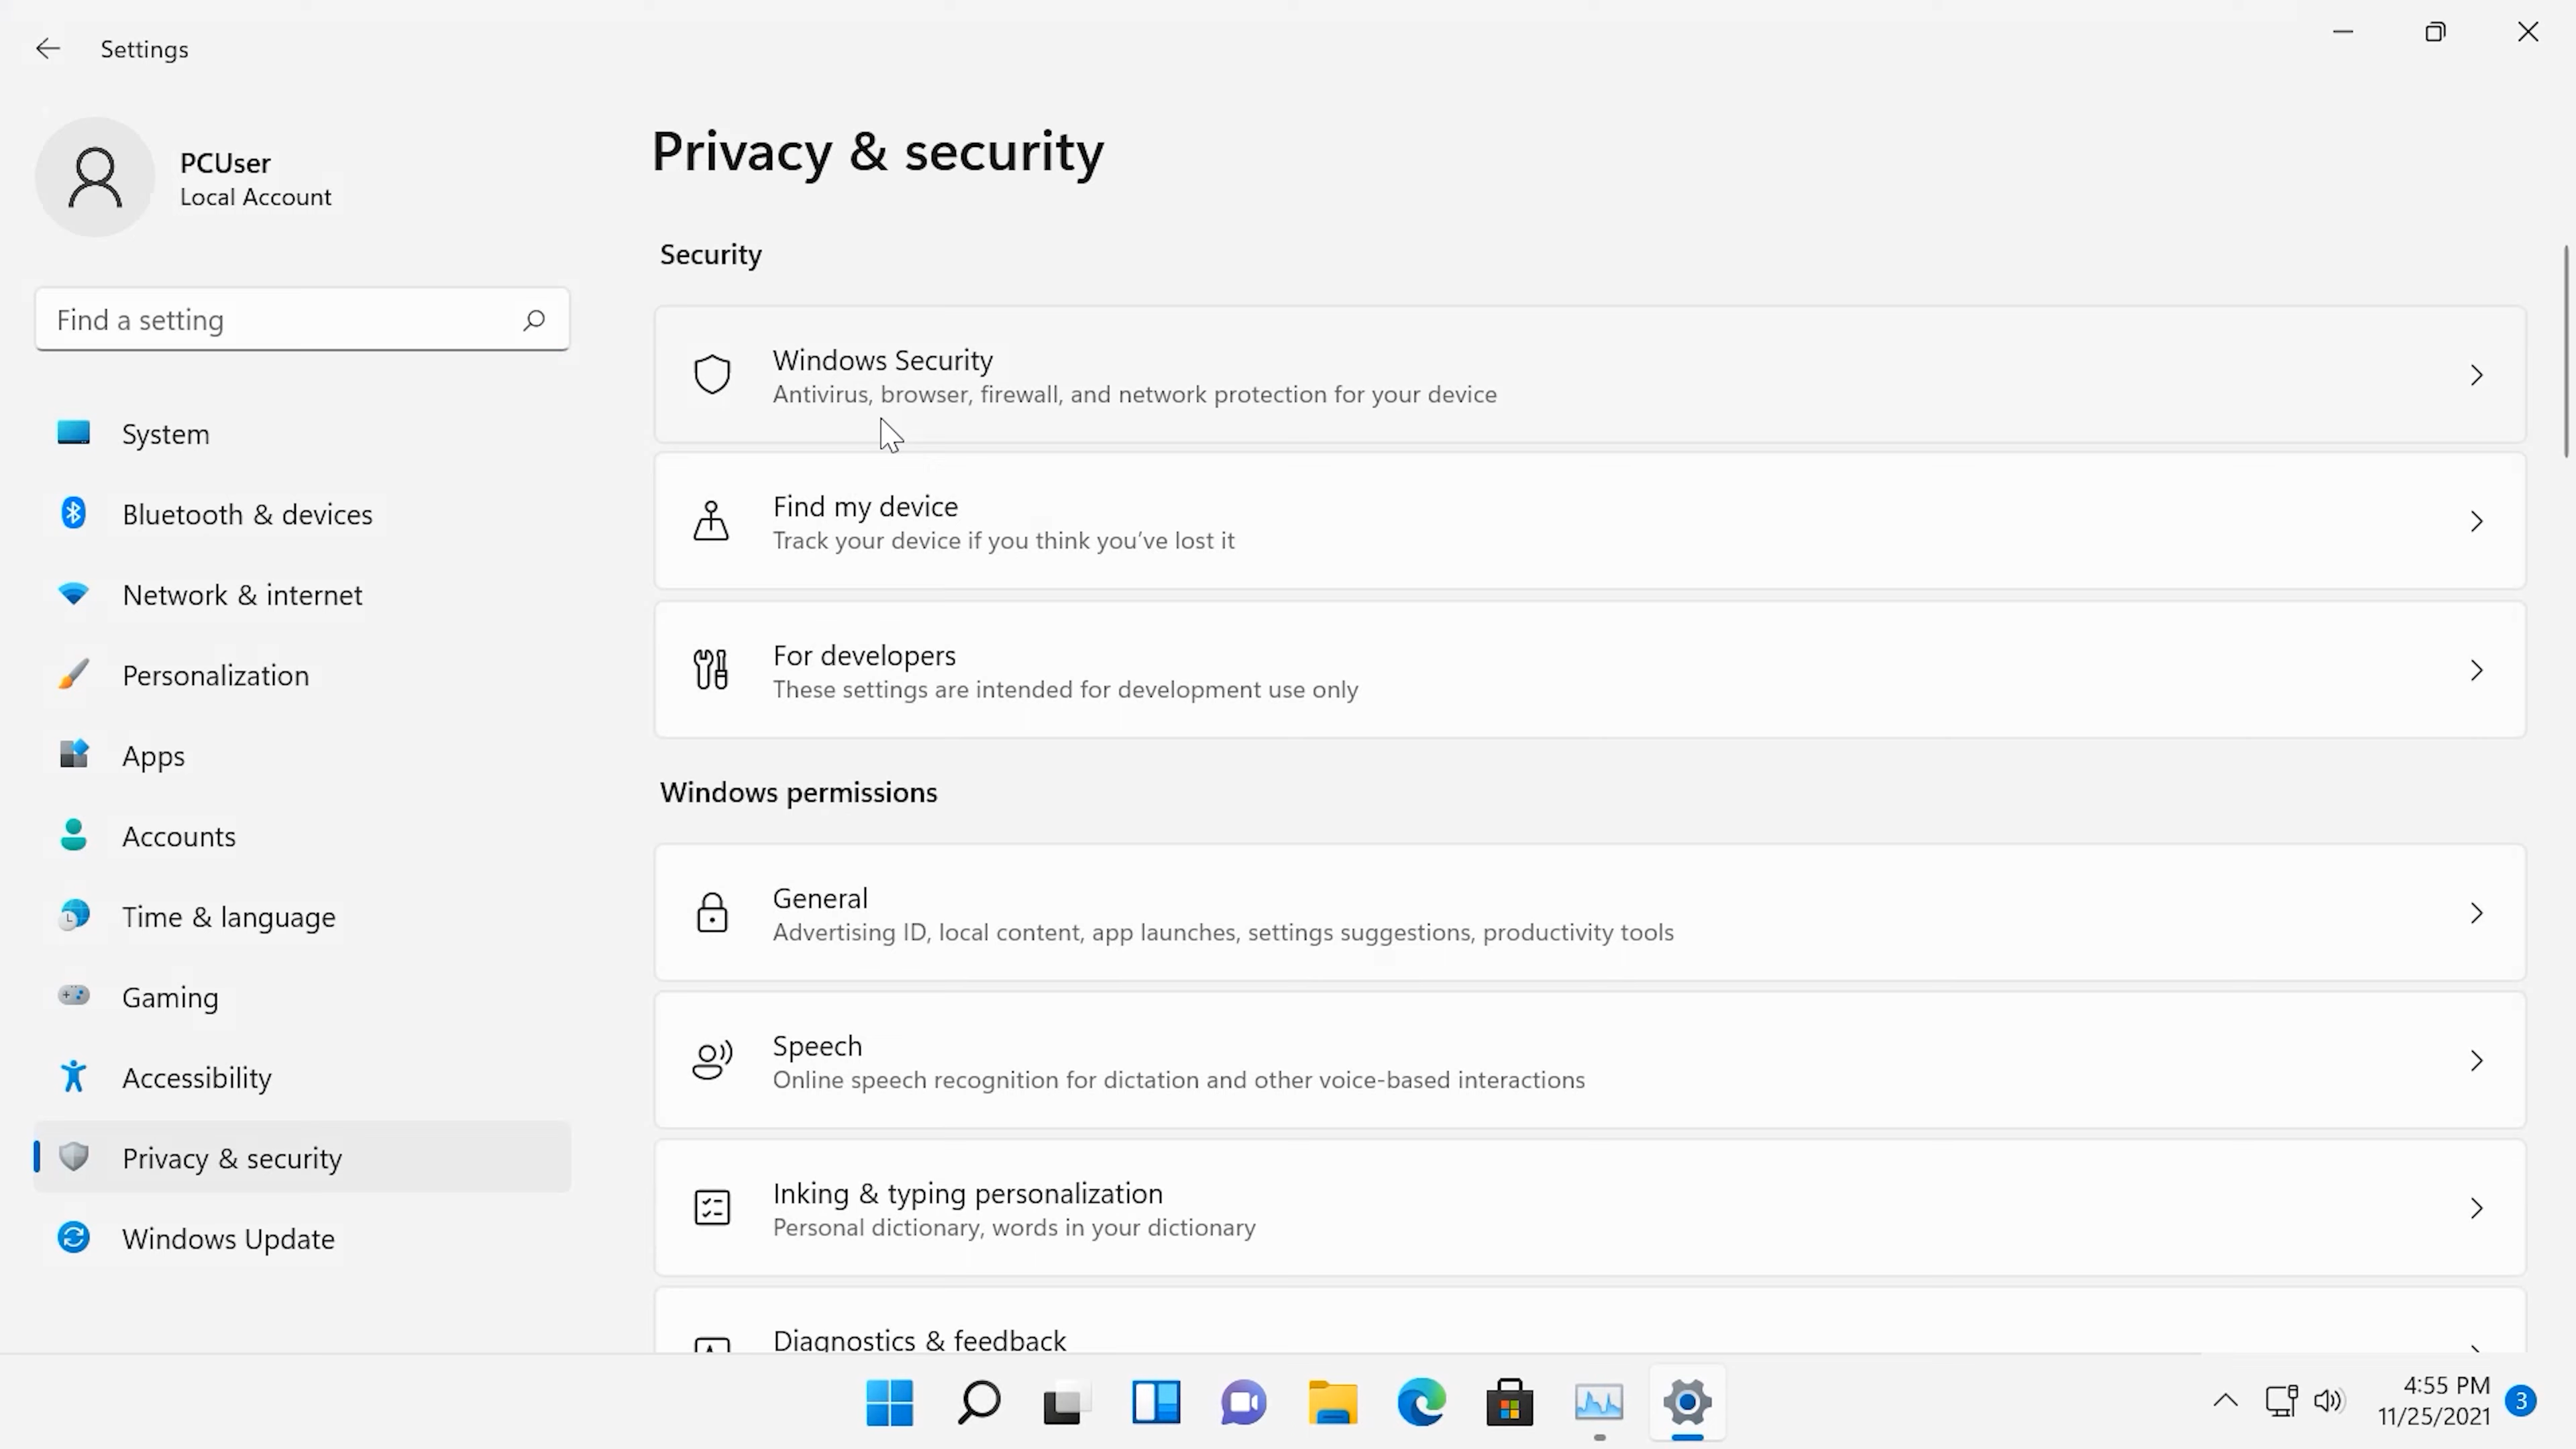 Settings
PCUser
Local Account
Find a setting
System
Bluetooth & devices
Network & internet
Personalization
Apps
Accounts
Time & language
Gaming
Accessibility
Privacy & security
Windows Update
Privacy & security
Security
Windows Security
Antivirus, browser, firewall, and network protection for your device
Find my device
Track your device if you think you’ve lost it
For developers
These settings are intended for development use only
Windows permissions
General
Advertising ID, local content, app launches, settings suggestions, productivity tools
Speech
Online speech recognition for dictation and other voice-based interactions
Inking & typing personalization
Personal dictionary, words in your dictionary
Diagnostics & feedback
4:55 PM
11/25/2021
3